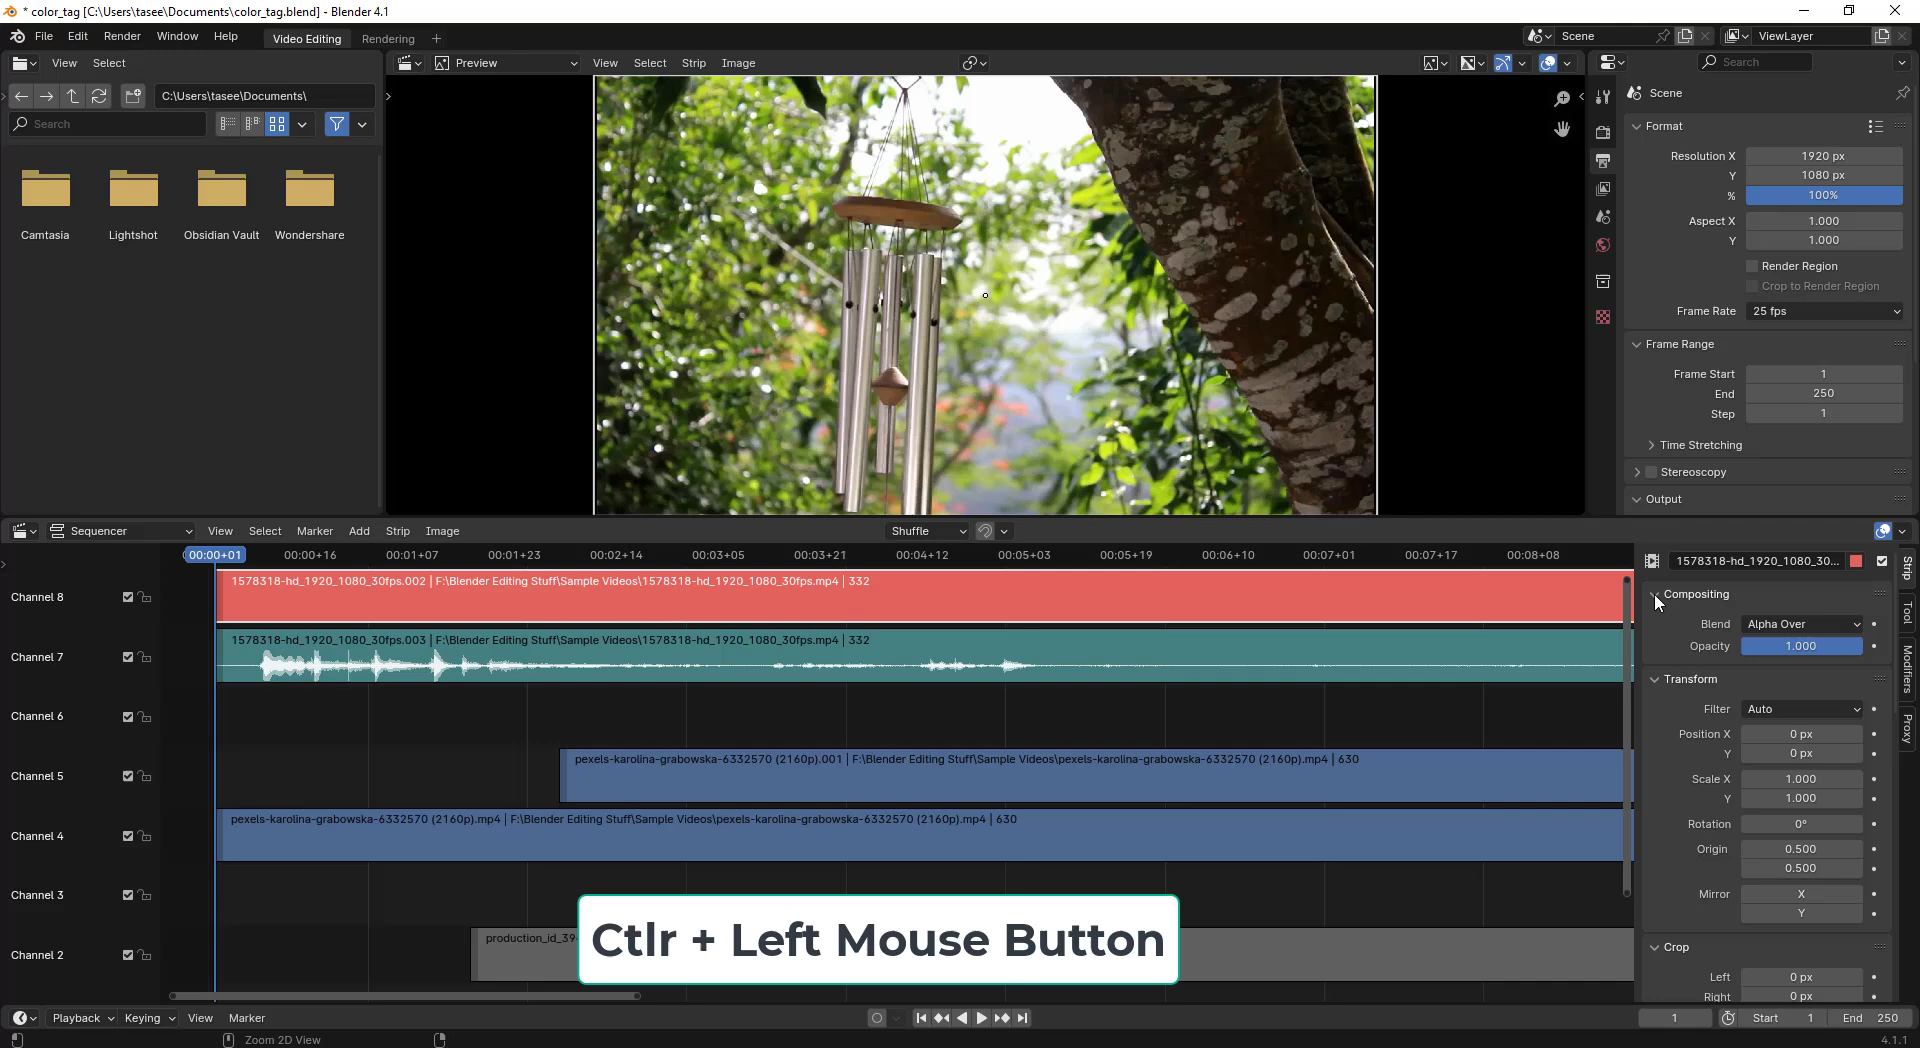 * color_tag [C:\Users\tasee\Documents\color_tag.blend] - Blender 4.1
File Edit Render Window Help Video Editing Rendering + Scene ViewLayer
View Select Preview View Select Strip Image Search
C:\Users\tasee\Documents\
Search
Camtasia Lightshot Obsidian Vault Wondershare
Scene
Format
Resolution X 1920 px
Y 1080 px
% 100%
Aspect X 1.000
Y 1.000
Render Region
Crop to Render Region
Frame Rate 25 fps
Frame Range
Frame Start 1
End 250
Step 1
Time Stretching
Stereoscopy
Output
Sequencer View Select Marker Add Strip Image Shuffle
00:00+01 00:00+16 00:01+07 00:01+23 00:02+14 00:03+05 00:03+21 00:04+12 00:05+03 00:05+19 00:06+10 00:07+01 00:07+17 00:08+08
Channel 8
1578318-hd_1920_1080_30fps.002 | F:\Blender Editing Stuff\Sample Videos\1578318-hd_1920_1080_30fps.mp4 | 332
Channel 7
1578318-hd_1920_1080_30fps.003 | F:\Blender Editing Stuff\Sample Videos\1578318-hd_1920_1080_30fps.mp4 | 332
Channel 6
Channel 5
pexels-karolina-grabowska-6332570 (2160p).001 | F:\Blender Editing Stuff\Sample Videos\pexels-karolina-grabowska-6332570 (2160p).mp4 | 630
Channel 4
pexels-karolina-grabowska-6332570 (2160p).mp4 | F:\Blender Editing Stuff\Sample Videos\pexels-karolina-grabowska-6332570 (2160p).mp4 | 630
Channel 3
Channel 2
production_id_39
Ctlr + Left Mouse Button
1578318-hd_1920_1080_30...
Compositing
Blend Alpha Over
Opacity 1.000
Transform
Filter Auto
Position X 0 px
Y 0 px
Scale X 1.000
Y 1.000
Rotation 0°
Origin 0.500
0.500
Mirror X
Y
Crop
Left 0 px
Right 0 px
Strip
Tool
Modifiers
Proxy
Playback Keying View Marker 1 Start 1 End 250
Zoom 2D View 4.1.1